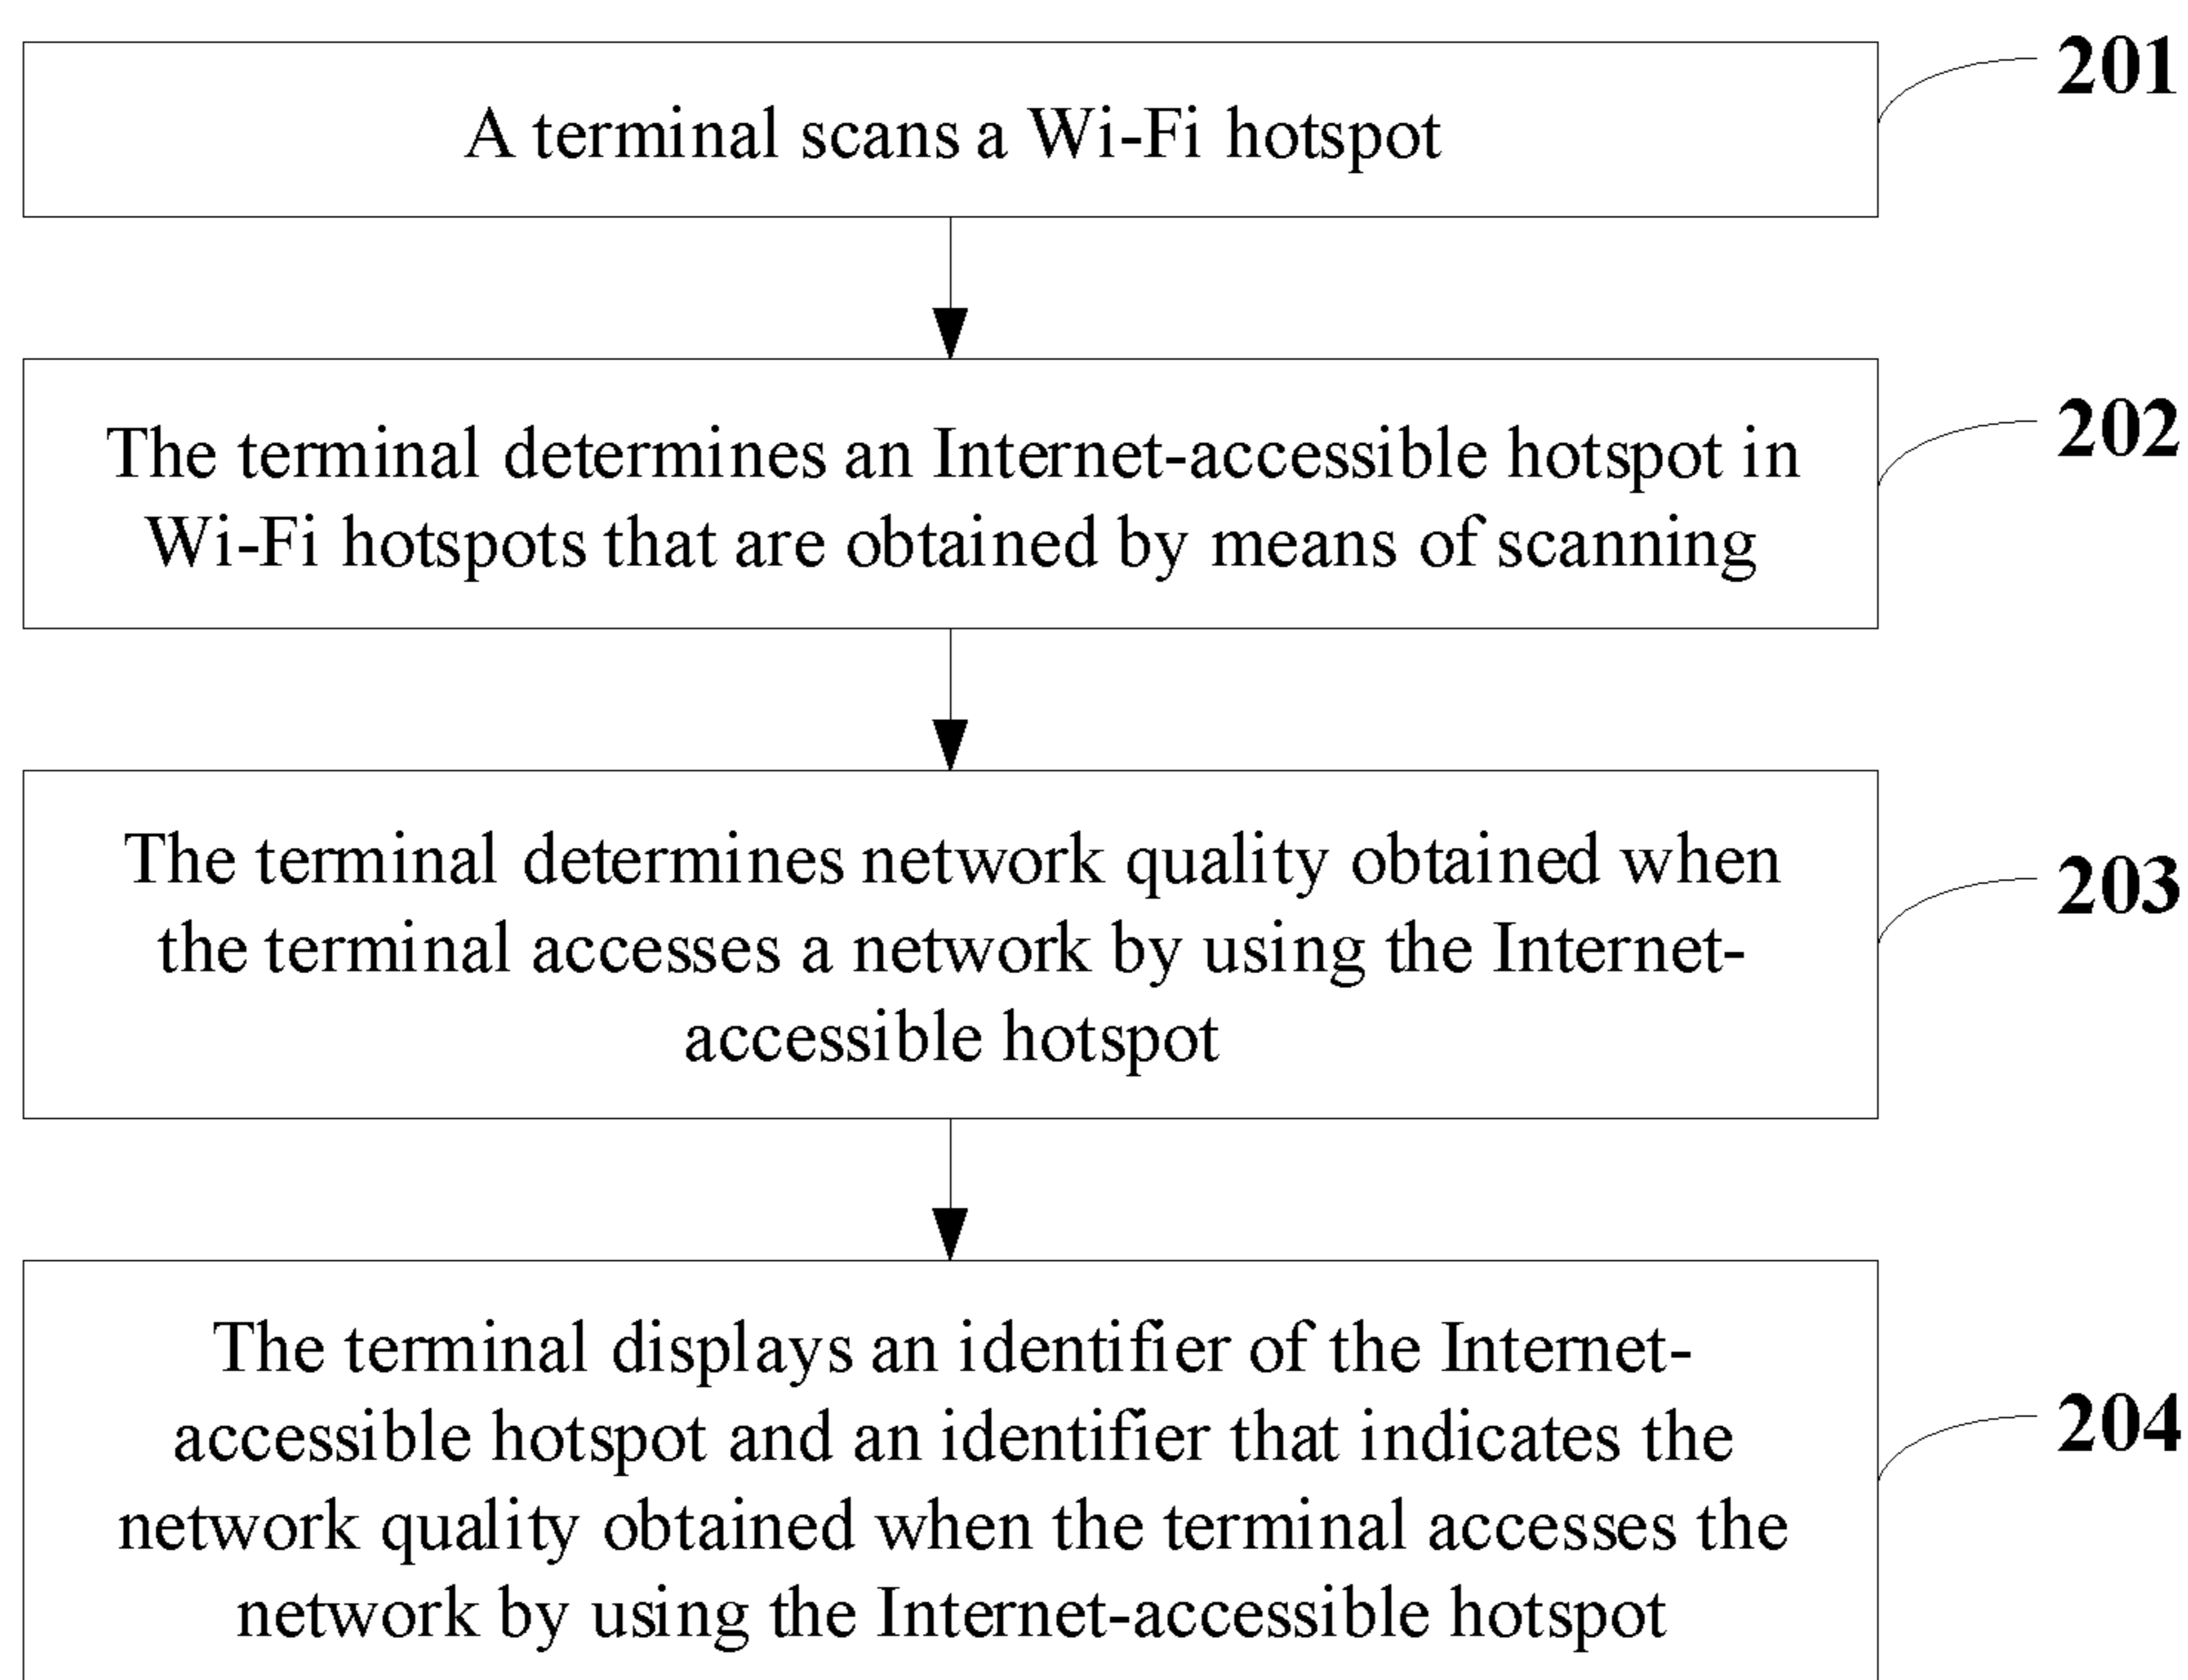 A terminal scans a Wi-Fi hotspot
201
The terminal determines an Internet-accessible hotspot in
Wi-Fi hotspots that are obtained by means of scanning
202
The terminal determines network quality obtained when
the terminal accesses a network by using the Internet-
accessible hotspot
203
The terminal displays an identifier of the Internet-
accessible hotspot and an identifier that indicates the
network quality obtained when the terminal accesses the
network by using the Internet-accessible hotspot
204